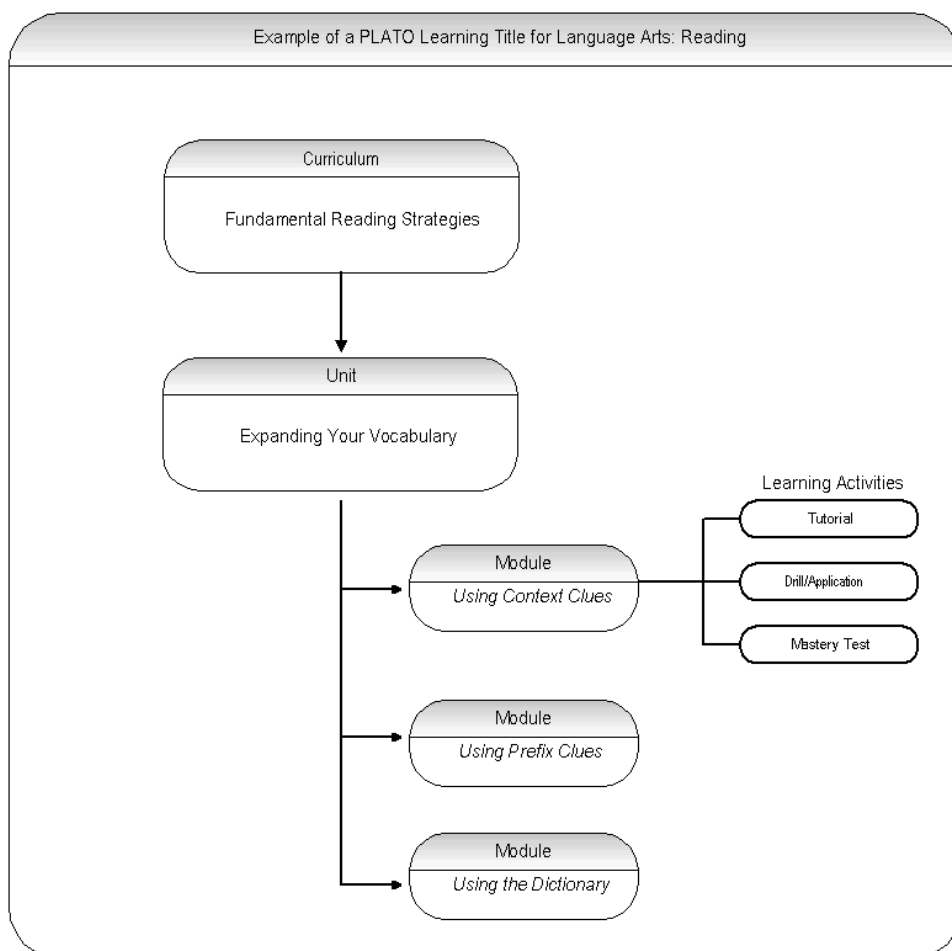 Example of a PLATO Learning Title for Language Arts: Reading
Curriculum
Fundamental Reading Strategies
Unit
Expanding Your Vocabulary
Learning Activities
Tutorial
Module
Using Context Clues
Drill/Application
Mastery Test
Module
Using Prefix Clues
Module
Using the Dictionary